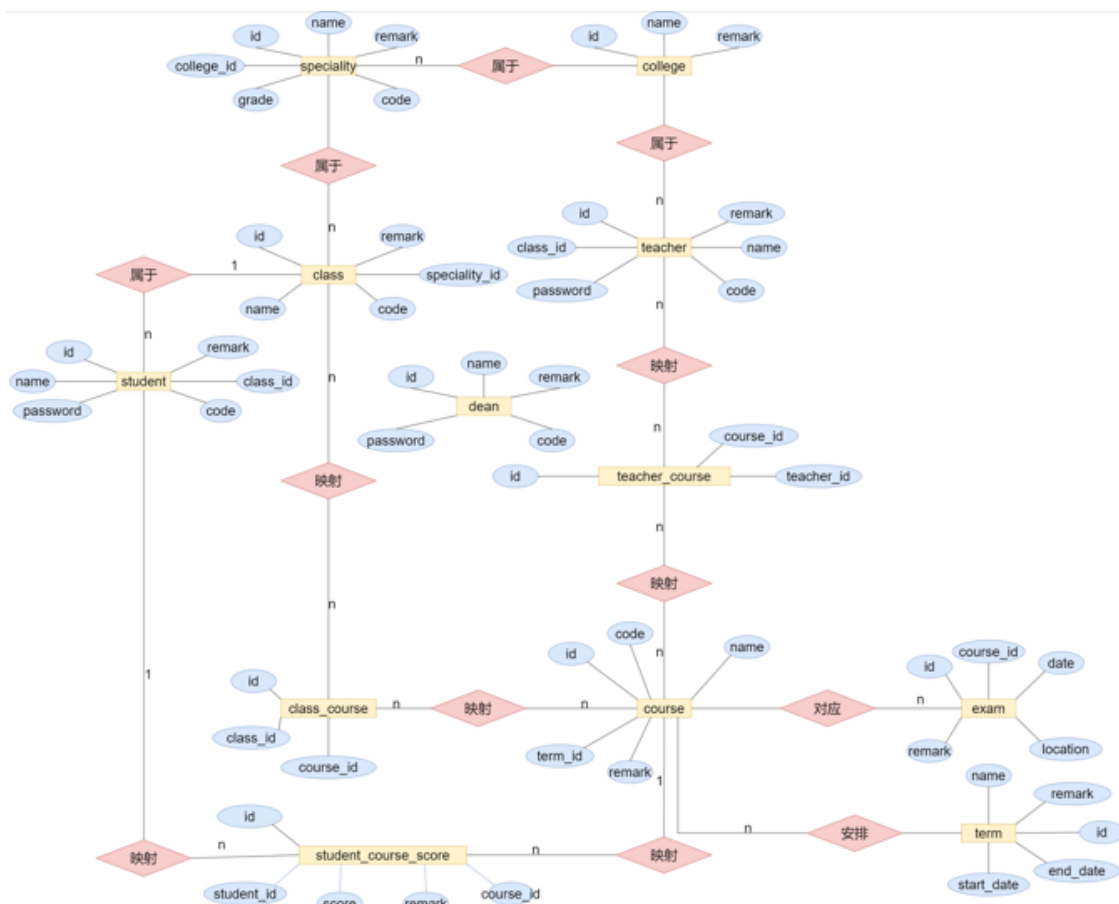 name
name
id
remark
id
remark
college_id
speciality
n
属于
college
grade
code
属于
属于
n
n
id
remark
id
remark
class_id
teacher
name
属于
1
class
speciality_id
password
code
name
code
n
n
n
id
remark
name
student
class_id
password
code
映射
name
id
remark
dean
password
code
n
course_id
映射
id
teacher_course
teacher_id
n
映射
n
code
name
id
n
course_id
id
date
1
id
class_course
n
映射
n
course
对应
n
exam
class_id
course_id
term_id
remark
remark
location
1
name
remark
id
n
安排
term
id
end_date
start_date
映射
n
student_course_score
n
映射
student_id
score
remark
course_id